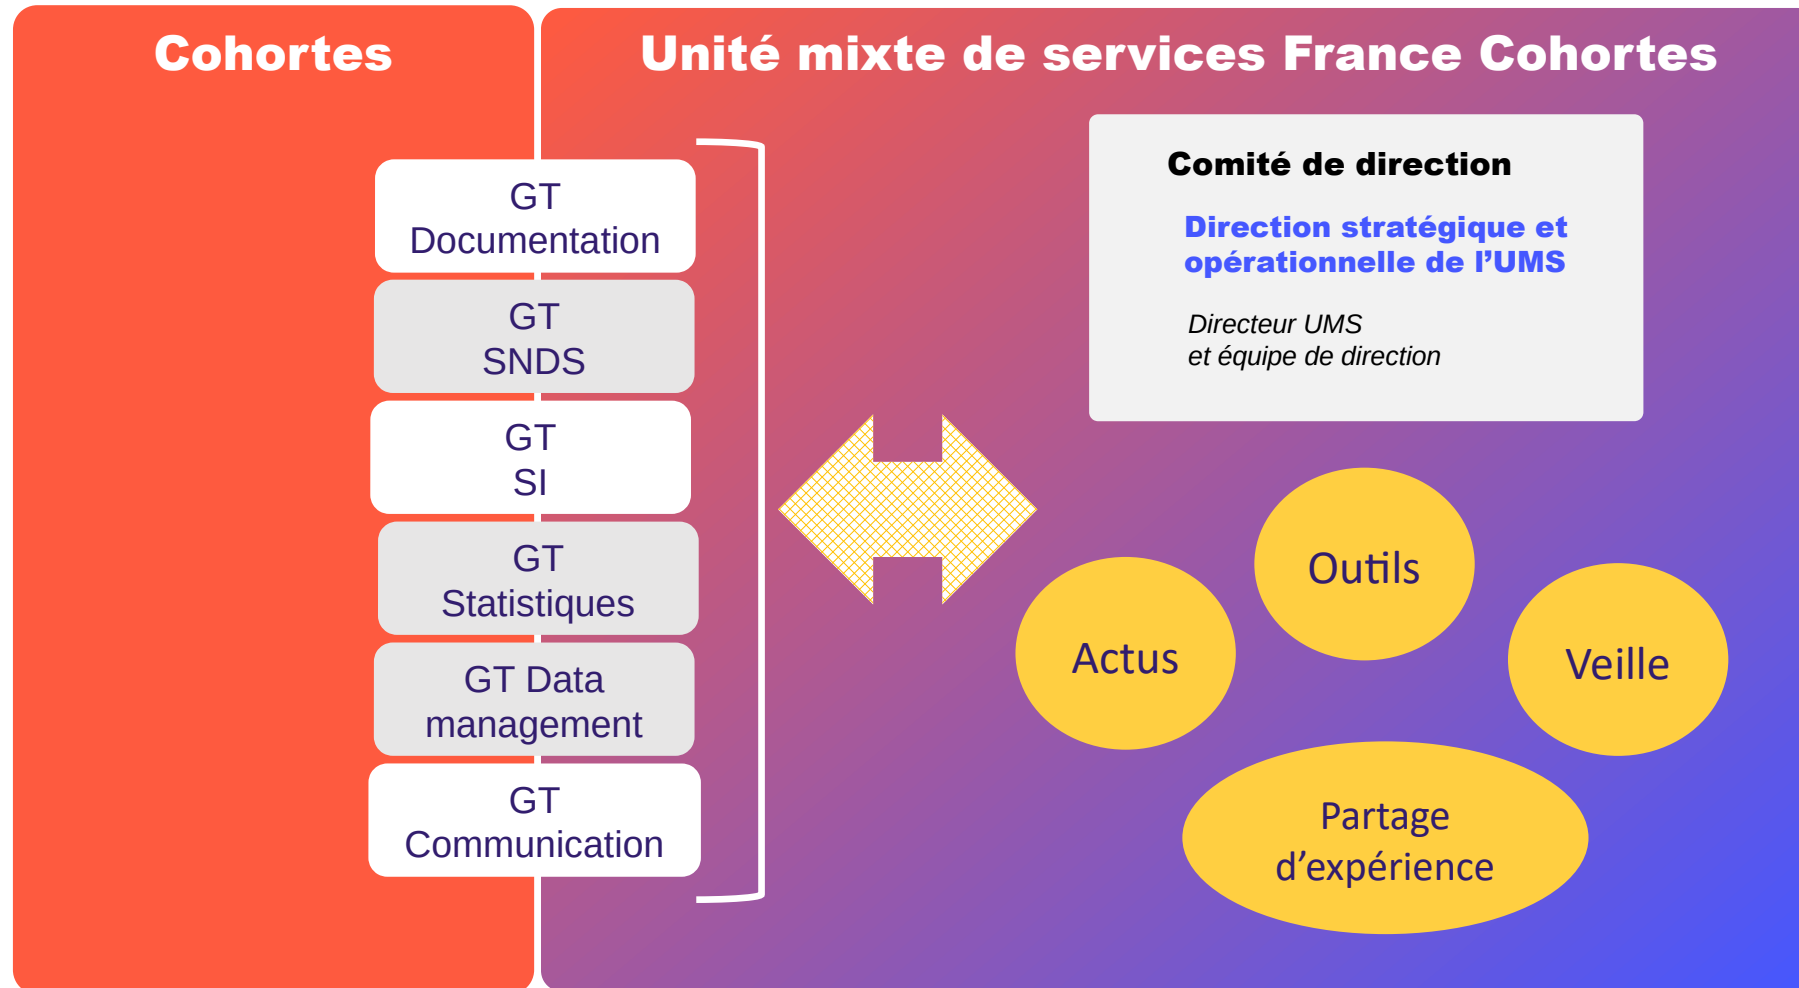 Cohortes
Unité mixte de services France Cohortes
GT
Documentation
GT
SNDS
GT
SI
GT
Statistiques
GT Data
management
GT
Communication
Comité de direction
Direction stratégique et
opérationnelle de l’UMS
Directeur UMS
et équipe de direction
Outils
Actus
Veille
Partage
d’expérience